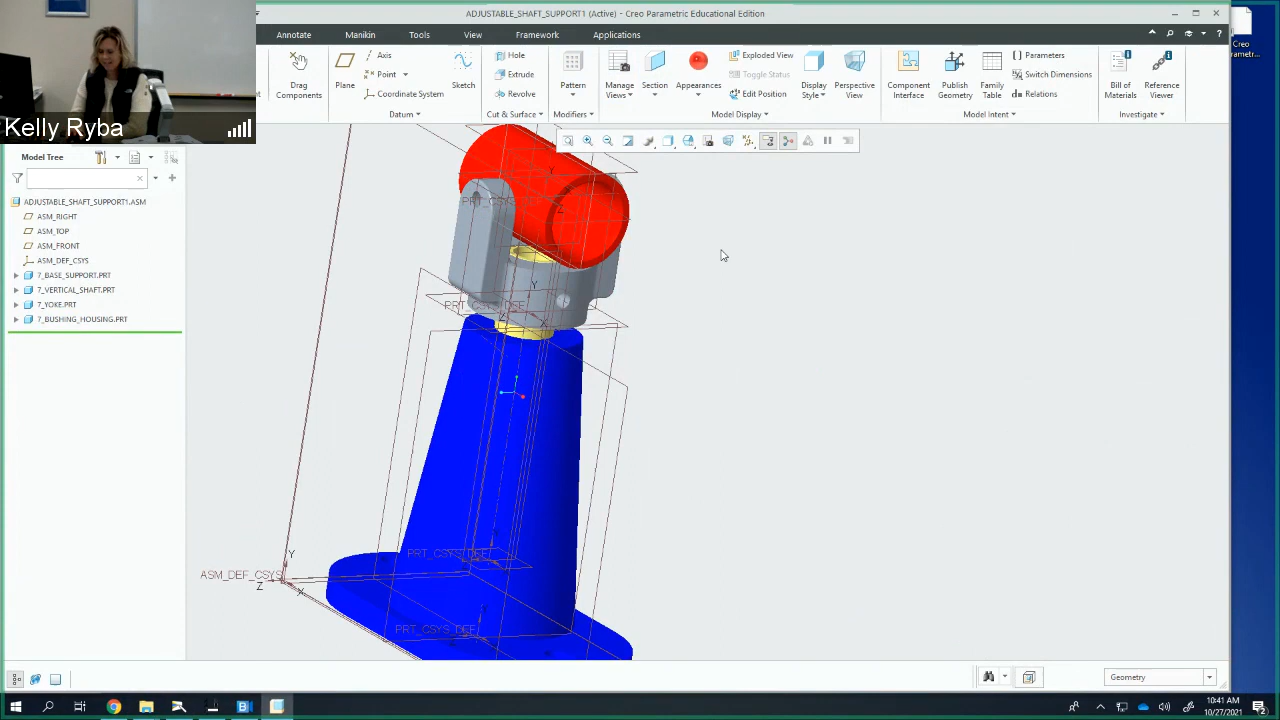 ADJUSTABLE_SHAFT_SUPPORT1 (Active) - Creo Parametric Educational Edition
Annotate Manikin Tools View Framework Applications
Drag Components
Plane
Axis
Point
Coordinate System
Sketch
Datum
Hole
Extrude
Revolve
Cut & Surface
Pattern
Modifiers
Manage Views
Section
Appearances
Exploded View
Toggle Status
Edit Position
Display Style
Perspective View
Model Display
Component Interface
Publish Geometry
Family Table
Parameters
Switch Dimensions
Relations
Model Intent
Bill of Materials
Reference Viewer
Investigate
Kelly Ryba
Model Tree
ADJUSTABLE_SHAFT_SUPPORT1.ASM
ASM_RIGHT
ASM_TOP
ASM_FRONT
ASM_DEF_CSYS
7_BASE_SUPPORT.PRT
7_VERTICAL_SHAFT.PRT
7_YOKE.PRT
7_BUSHING_HOUSING.PRT
Y
Z
Y
PRT_CSYS_DEF
Y
ASM_DEF_CSYS
Z
X
PRT_CSYS_DEF
PRT_CSYS_DEF
Geometry
Creo
10:41 AM
10/27/2021
2